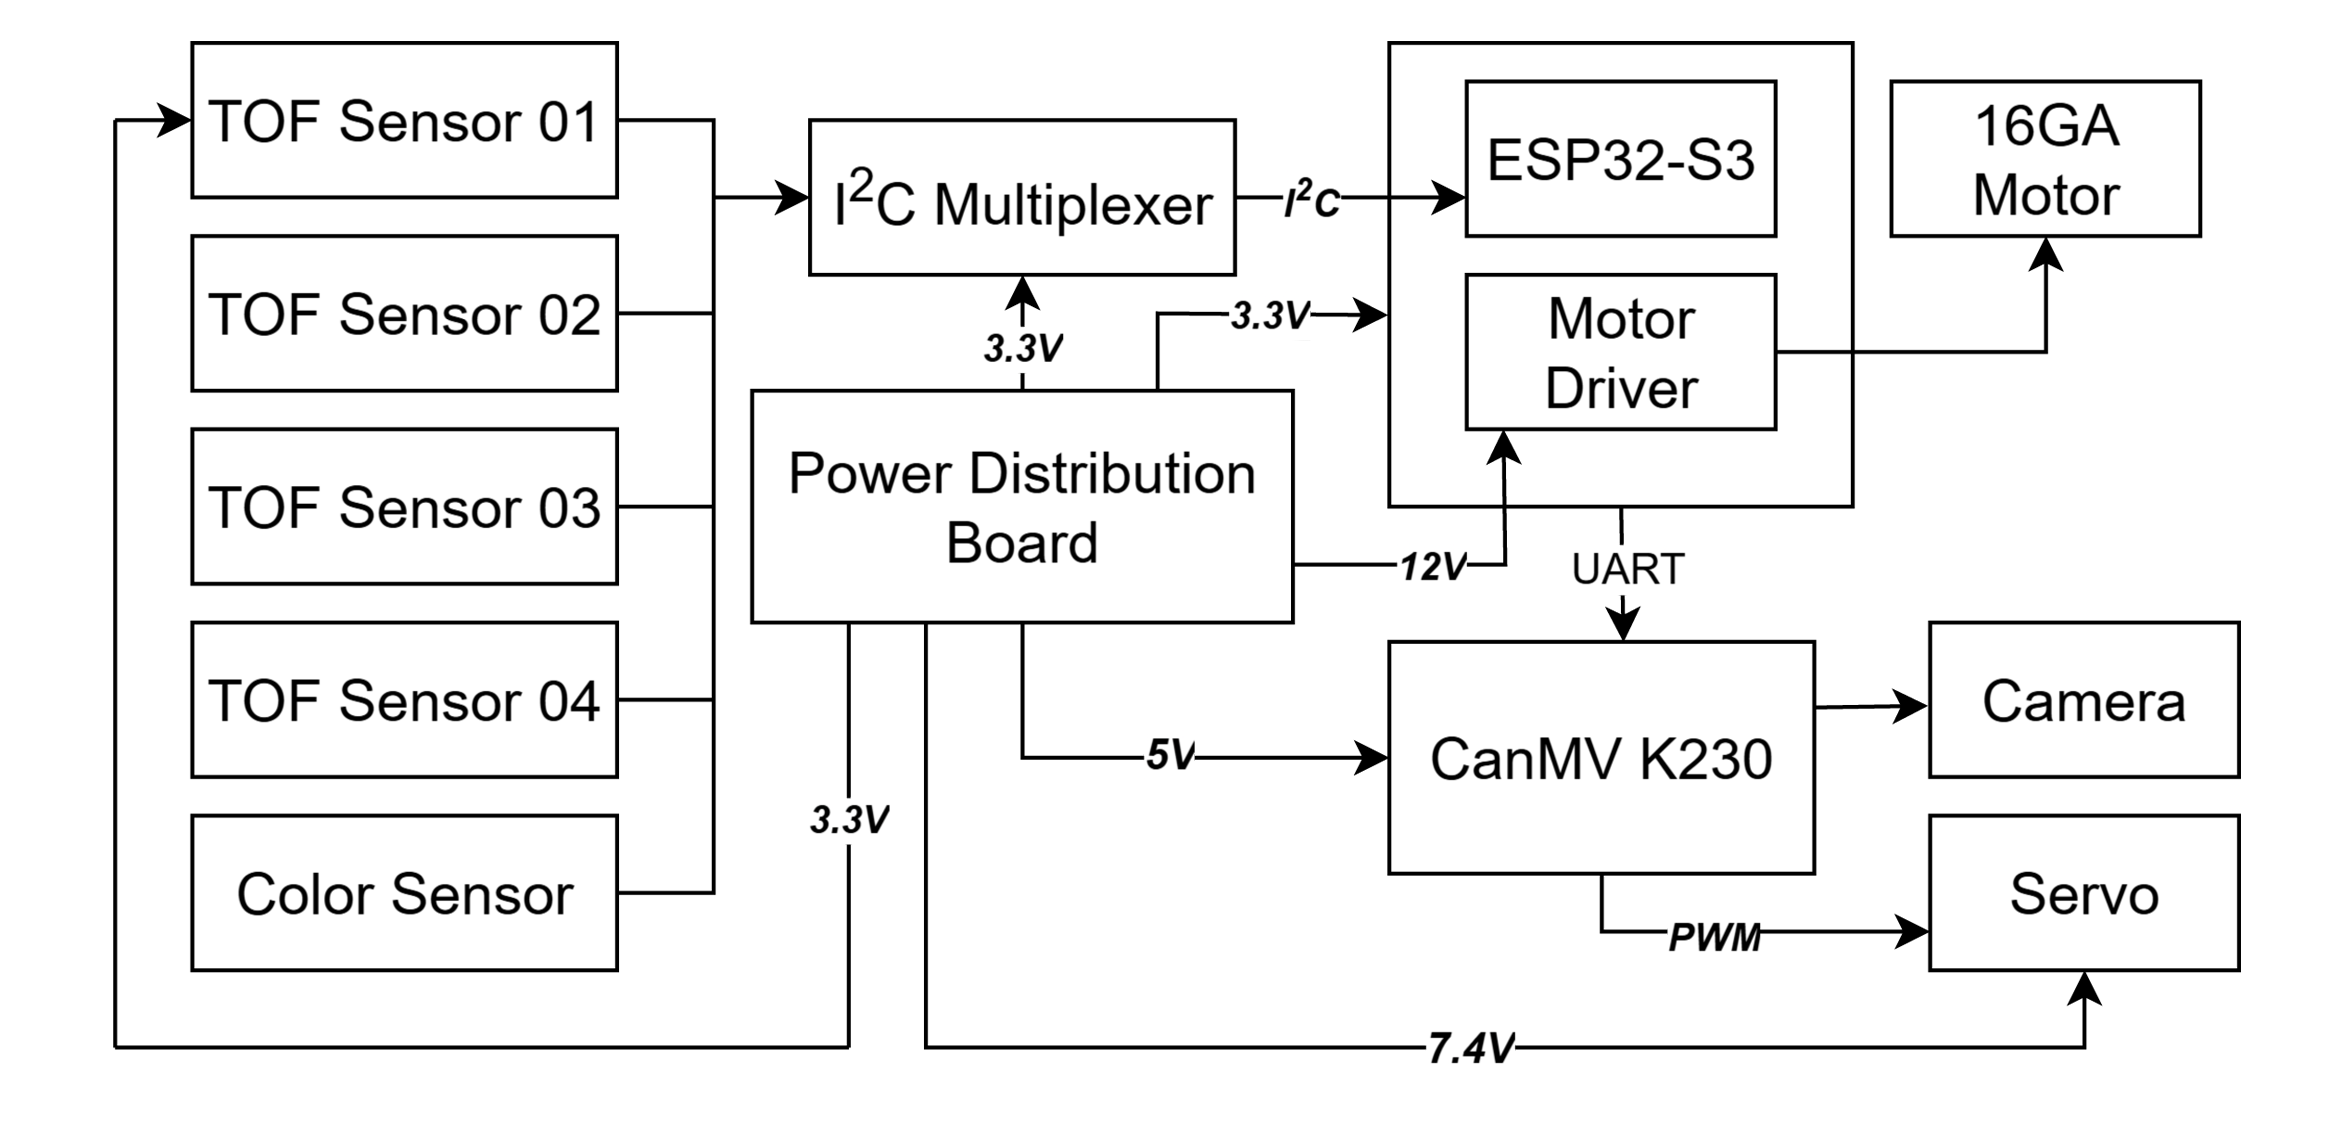 TOF Sensor 01
TOF Sensor 02
TOF Sensor 03
TOF Sensor 04
Color Sensor
I²C Multiplexer
I²C
3.3V
3.3V
Power Distribution
Board
12V
5V
3.3V
7.4V
ESP32-S3
Motor
Driver
16GA
Motor
UART
CanMV K230
PWM
Camera
Servo